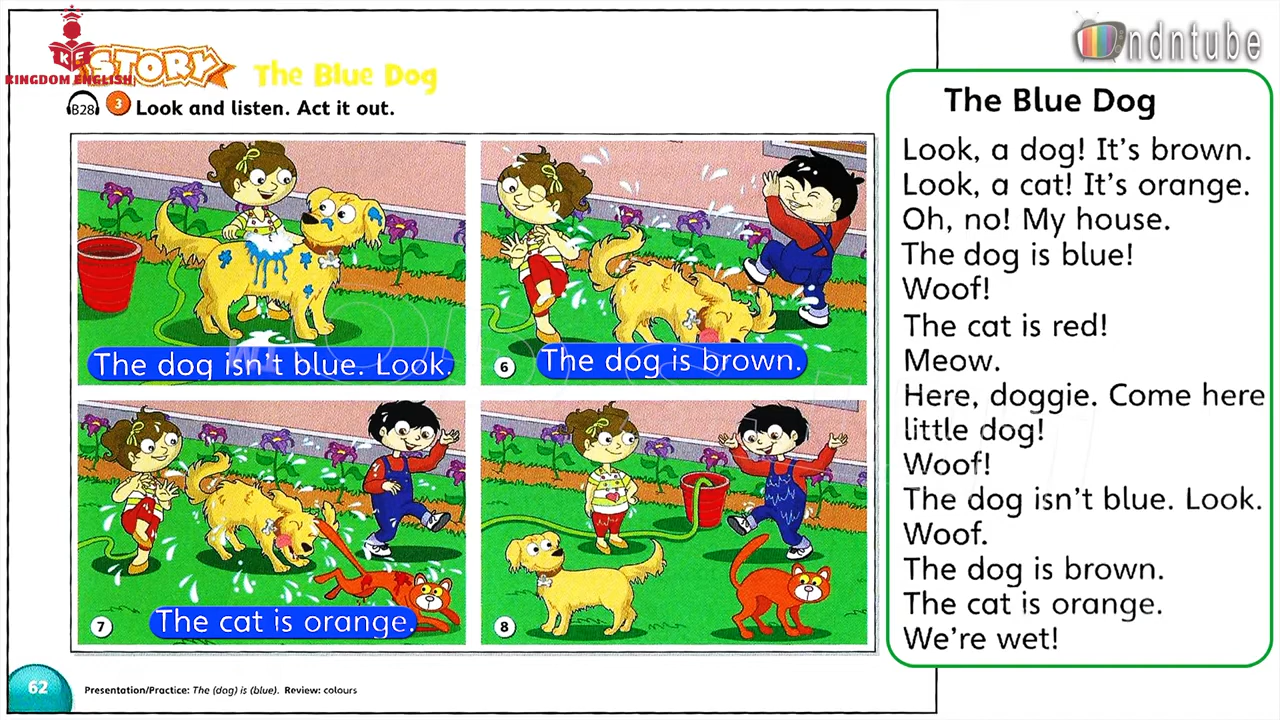 KE
KINGDOM ENGLISH
STORY
The Blue Dog
B28
3
Look and listen. Act it out.
The dog isn't blue. Look.
6
The dog is brown.
7
The cat is orange.
8
62
Presentation/Practice: The (dog) is (blue). Review: colours
ndntube
The Blue Dog
Look, a dog! It's brown.
Look, a cat! It's orange.
Oh, no! My house.
The dog is blue!
Woof!
The cat is red!
Meow.
Here, doggie. Come here
little dog!
Woof!
The dog isn't blue. Look.
Woof.
The dog is brown.
The cat is orange.
We're wet!